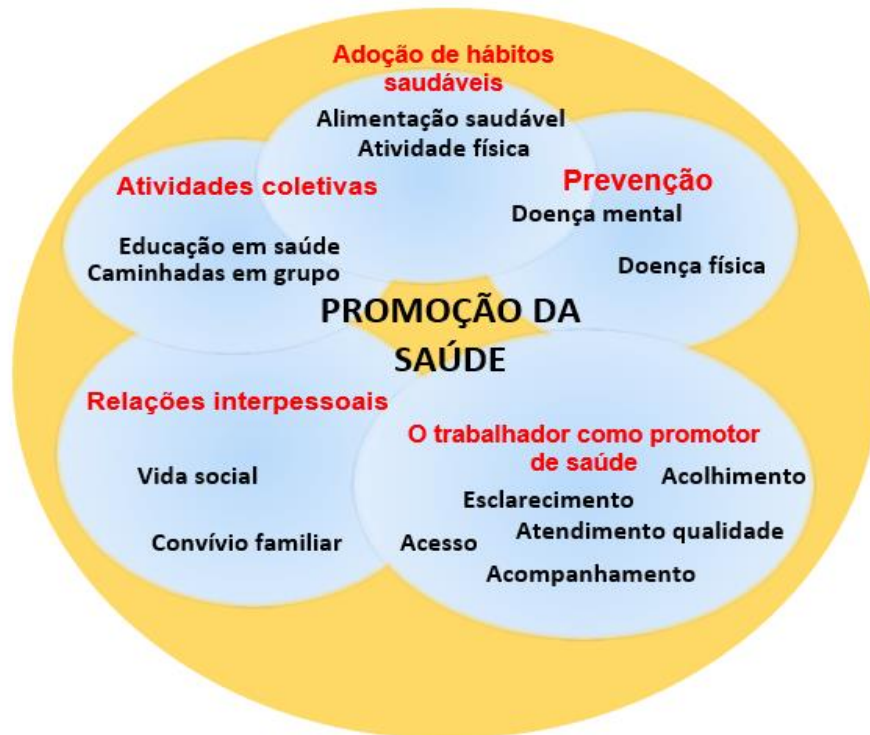 Adoção de hábitos
saudáveis
Alimentação saudável
Atividade física
Atividades coletivas
Educação em saúde
Caminhadas em grupo
Prevenção
Doença mental
Doença física
PROMOÇÃO DA
SAÚDE
Relações interpessoais
Vida social
Convívio familiar
O trabalhador como promotor
de saúde
Acolhimento
Esclarecimento
Atendimento qualidade
Acesso
Acompanhamento